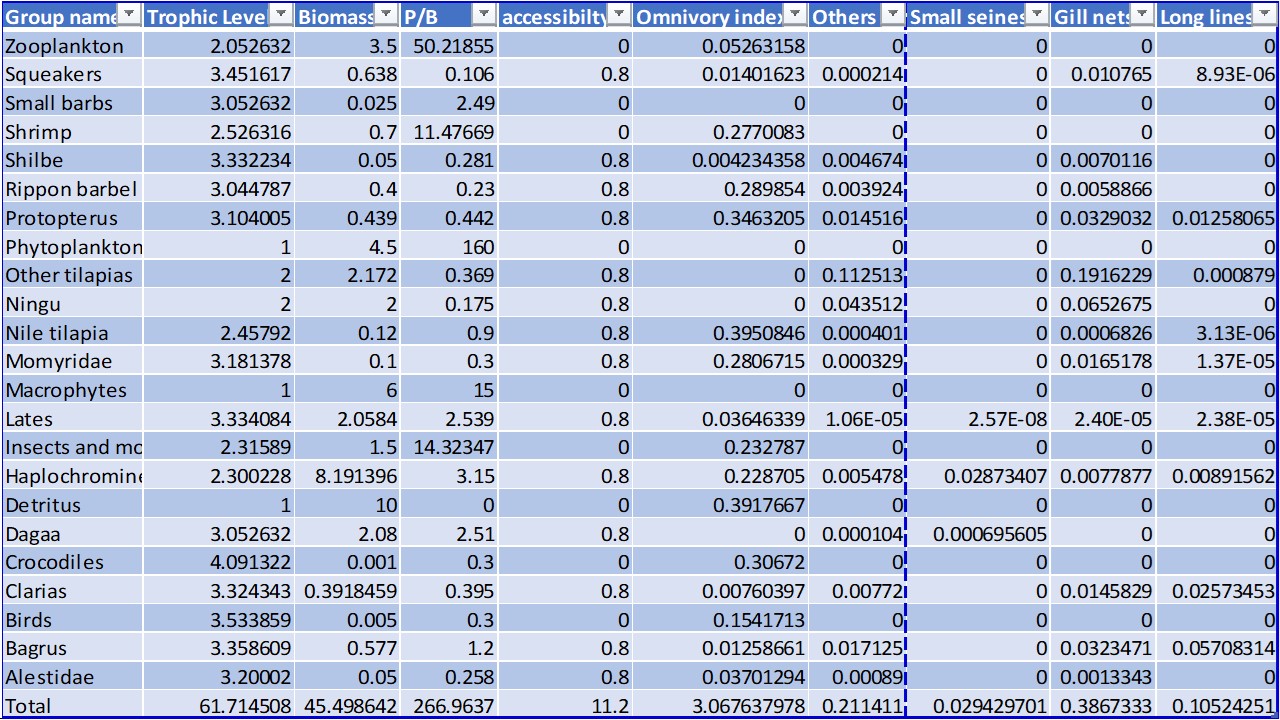 Group name Trophic Leve Biomass P/B accessibilty Omnivory index Others Small seines Gill nets Long lines
Zooplankton 2.052632 3.5 50.21855 0 0.05263158 0 0 0 0
Squeakers 3.451617 0.638 0.106 0.8 0.01401623 0.000214 0 0.010765 8.93E-06
Small barbs 3.052632 0.025 2.49 0 0 0 0 0 0
Shrimp 2.526316 0.7 11.47669 0 0.2770083 0 0 0 0
Shilbe 3.332234 0.05 0.281 0.8 0.004234358 0.004674 0 0.0070116 0
Rippon barbel 3.044787 0.4 0.23 0.8 0.289854 0.003924 0 0.0058866 0
Protopterus 3.104005 0.439 0.442 0.8 0.3463205 0.014516 0 0.0329032 0.01258065
Phytoplankton 1 4.5 160 0 0 0 0 0 0
Other tilapias 2 2.172 0.369 0.8 0 0.112513 0 0.1916229 0.000879
Ningu 2 2 0.175 0.8 0 0.043512 0 0.0652675 0
Nile tilapia 2.45792 0.12 0.9 0.8 0.3950846 0.000401 0 0.0006826 3.13E-06
Momyridae 3.181378 0.1 0.3 0.8 0.2806715 0.000329 0 0.0165178 1.37E-05
Macrophytes 1 6 15 0 0 0 0 0 0
Lates 3.334084 2.0584 2.539 0.8 0.03646339 1.06E-05 2.57E-08 2.40E-05 2.38E-05
Insects and mo 2.31589 1.5 14.32347 0 0.232787 0 0 0 0
Haplochromine 2.300228 8.191396 3.15 0.8 0.228705 0.005478 0.02873407 0.0077877 0.00891562
Detritus 1 10 0 0 0.3917667 0 0 0 0
Dagaa 3.052632 2.08 2.51 0.8 0 0.000104 0.000695605 0 0
Crocodiles 4.091322 0.001 0.3 0 0.30672 0 0 0 0
Clarias 3.324343 0.3918459 0.395 0.8 0.00760397 0.00772 0 0.0145829 0.02573453
Birds 3.533859 0.005 0.3 0 0.1541713 0 0 0 0
Bagrus 3.358609 0.577 1.2 0.8 0.01258661 0.017125 0 0.0323471 0.05708314
Alestidae 3.20002 0.05 0.258 0.8 0.03701294 0.00089 0 0.0013343 0
Total 61.714508 45.498642 266.9637 11.2 3.067637978 0.211411 0.029429701 0.3867333 0.10524251